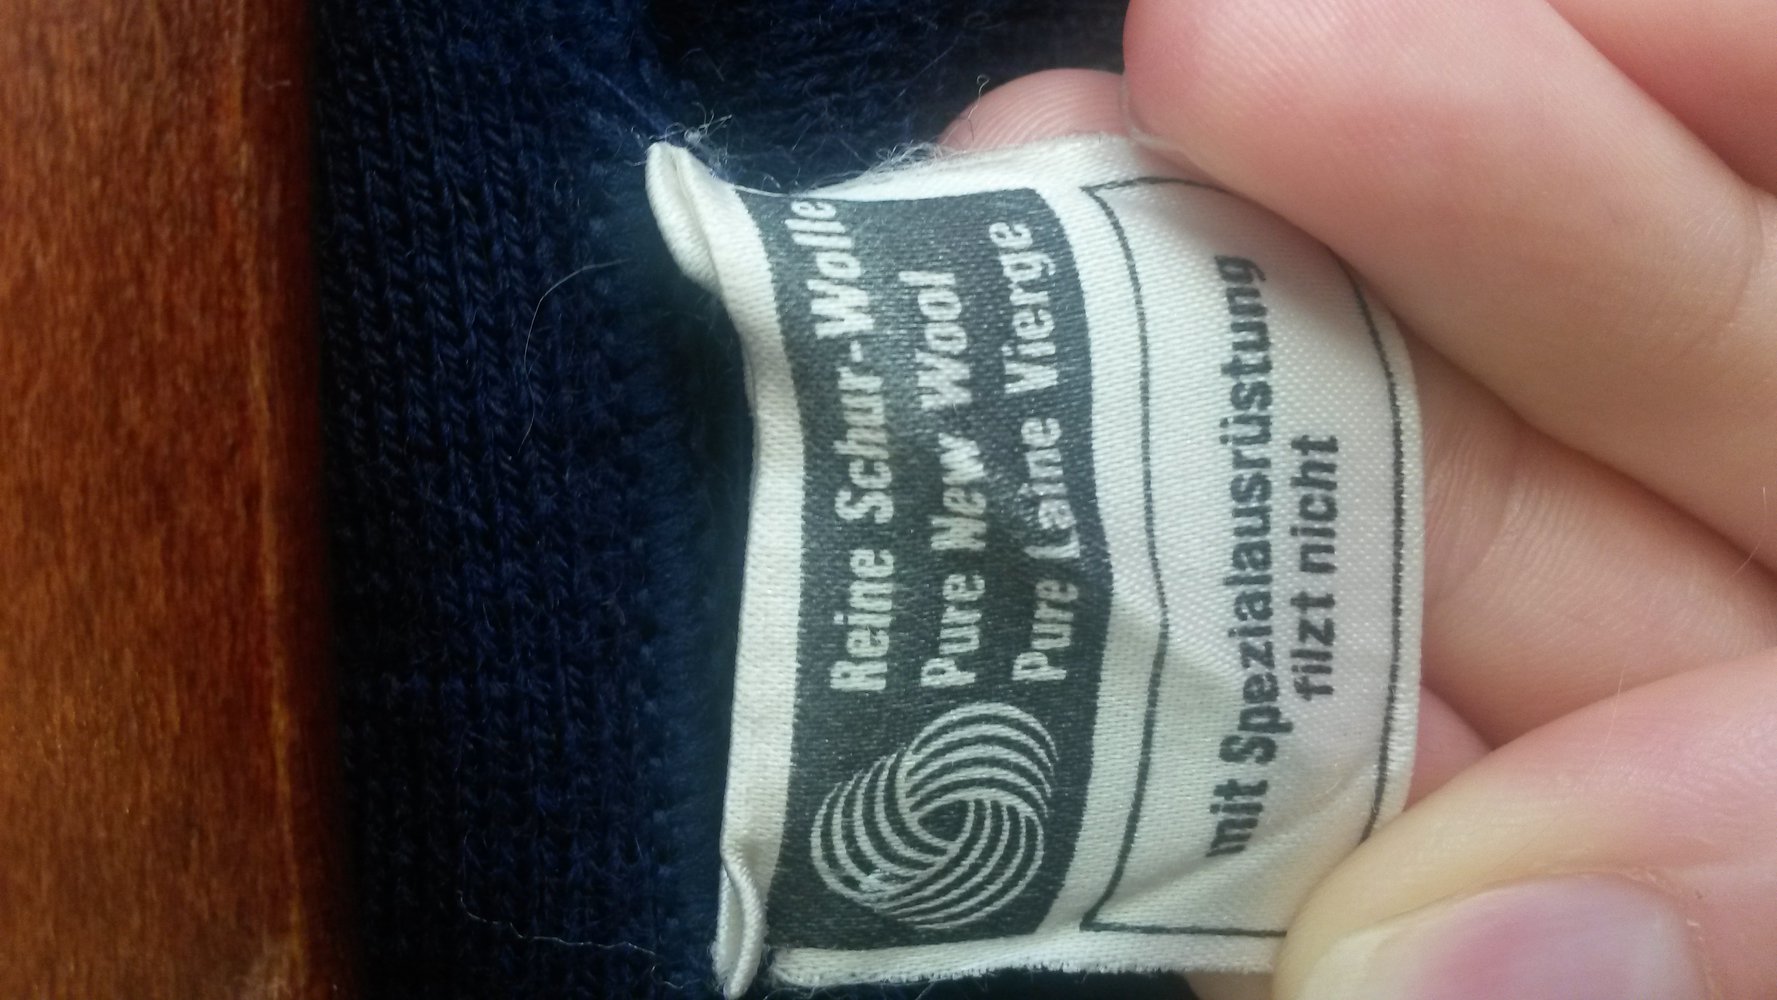 Reine Schur-Wolle
Pure New Wool
Pure Laine Vierge
mit Spezialausrüstung
filzt nicht